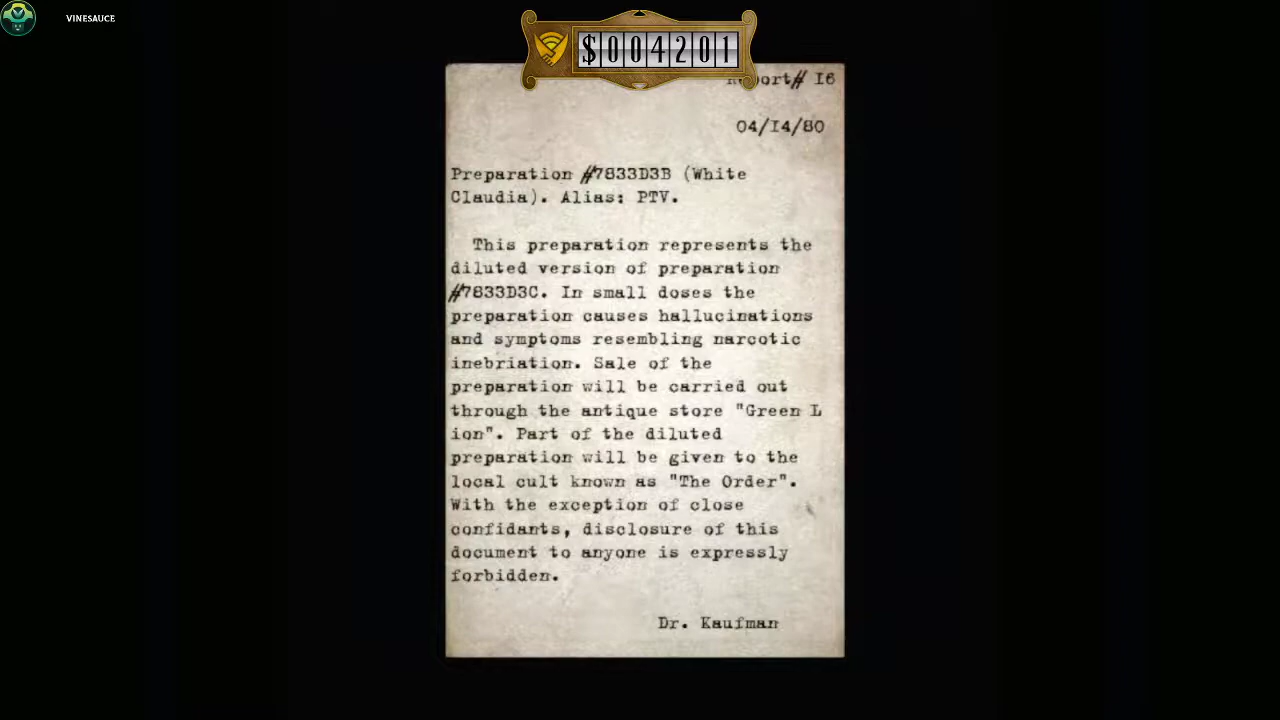 VINESAUCE
$004201
Report# I6
04/I4/80
Preparation #7833D3B (White
Claudia). Alias: PTV.
This preparation represents the
diluted version of preparation
#7833D3C. In small doses the
preparation causes hallucinations
and symptoms resembling narcotic
inebriation. Sale of the
preparation will be carried out
through the antique store "Green L
ion". Part of the diluted
preparation will be given to the
local cult known as "The Order".
With the exception of close
confidants, disclosure of this
document to anyone is expressly
forbidden.
Dr. Kaufman